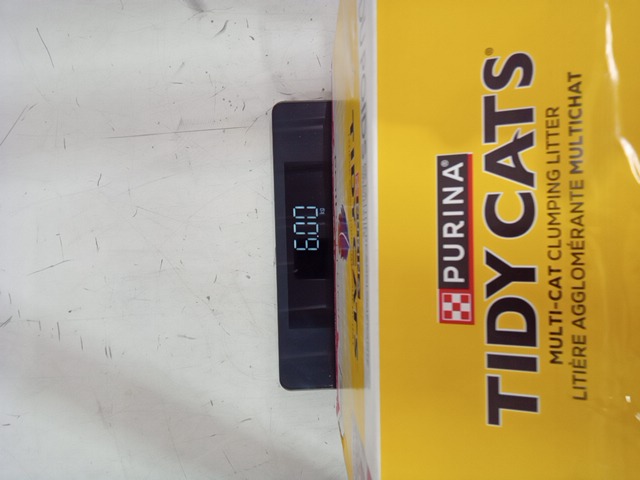 PURINA®
TIDY CATS®
MULTI-CAT CLUMPING LITTER
LITIÈRE AGGLOMÉRANTE MULTICHAT
6.00